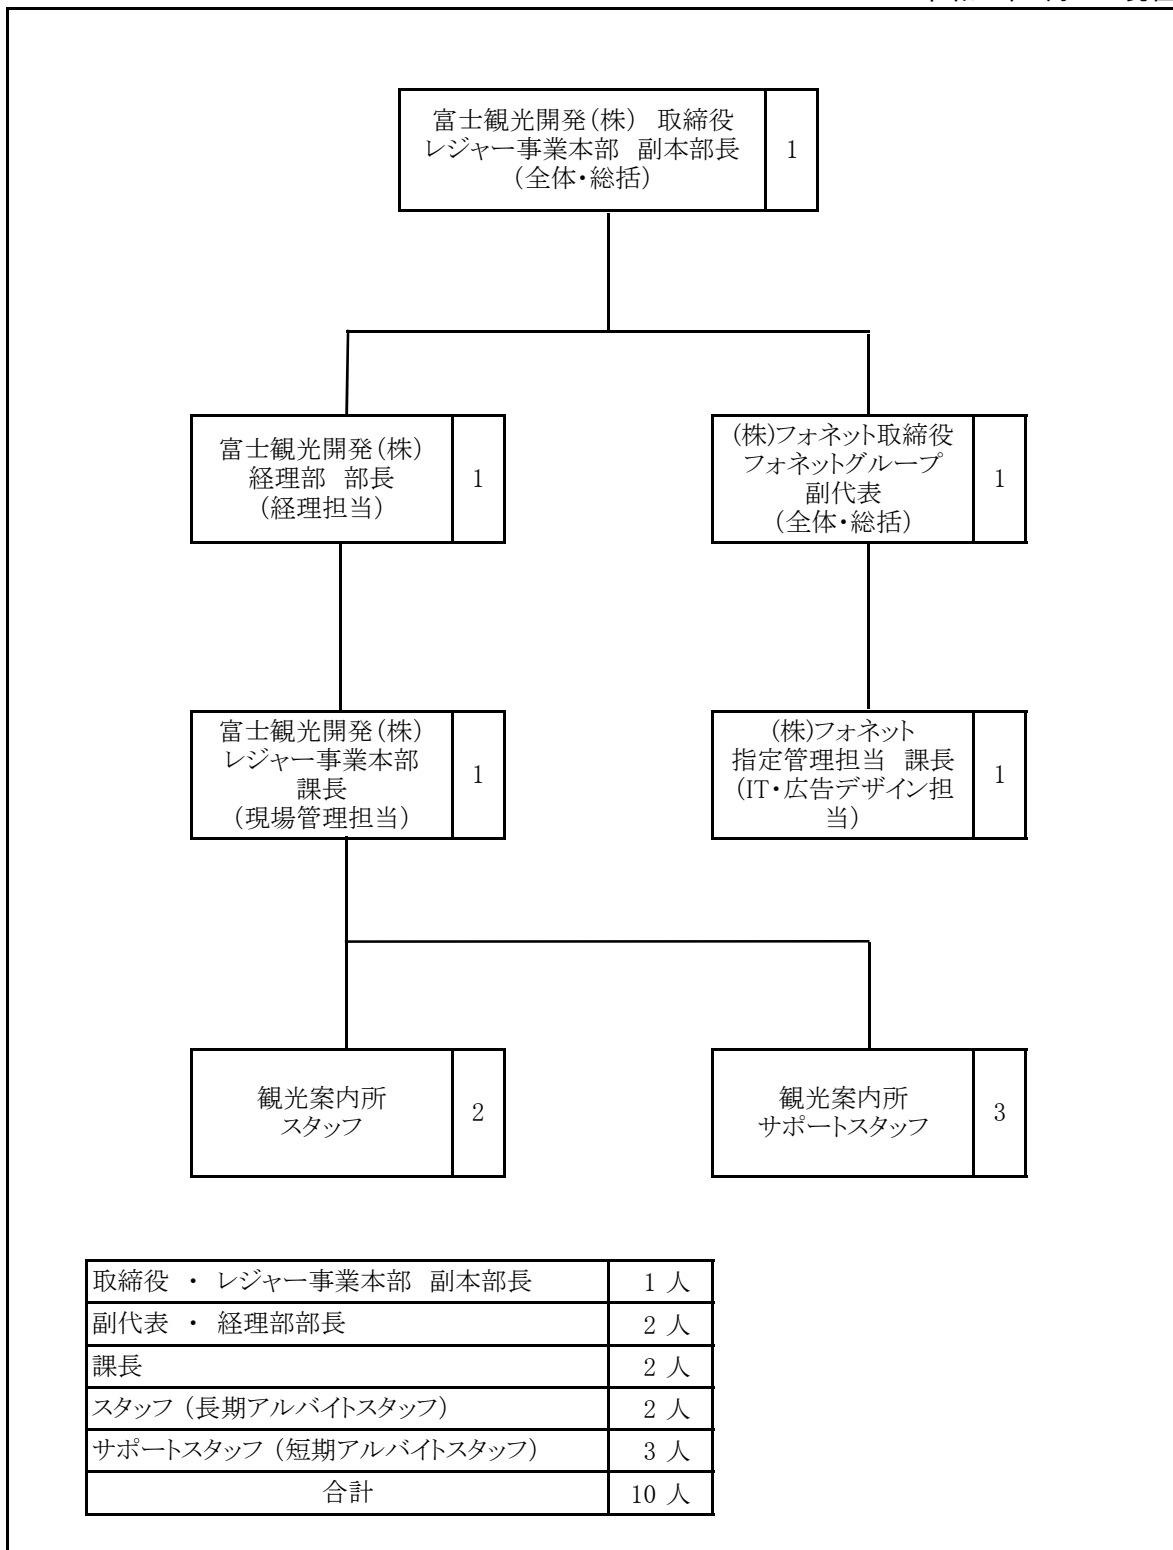 富士観光開発(株) 取締役
レジャー事業本部 副本部長
(全体・総括)
1
富士観光開発(株)
経理部 部長
(経理担当)
1
(株)フォネット取締役
フォネットグループ
副代表
(全体・総括)
1
富士観光開発(株)
レジャー事業本部
課長
(現場管理担当)
1
(株)フォネット
指定管理担当 課長
(IT・広告デザイン担
当)
1
観光案内所
スタッフ
2
観光案内所
サポートスタッフ
3
取締役 ・ レジャー事業本部 副本部長 1 人
副代表 ・ 経理部部長 2 人
課長 2 人
スタッフ (長期アルバイトスタッフ) 2 人
サポートスタッフ (短期アルバイトスタッフ) 3 人
合計 10 人